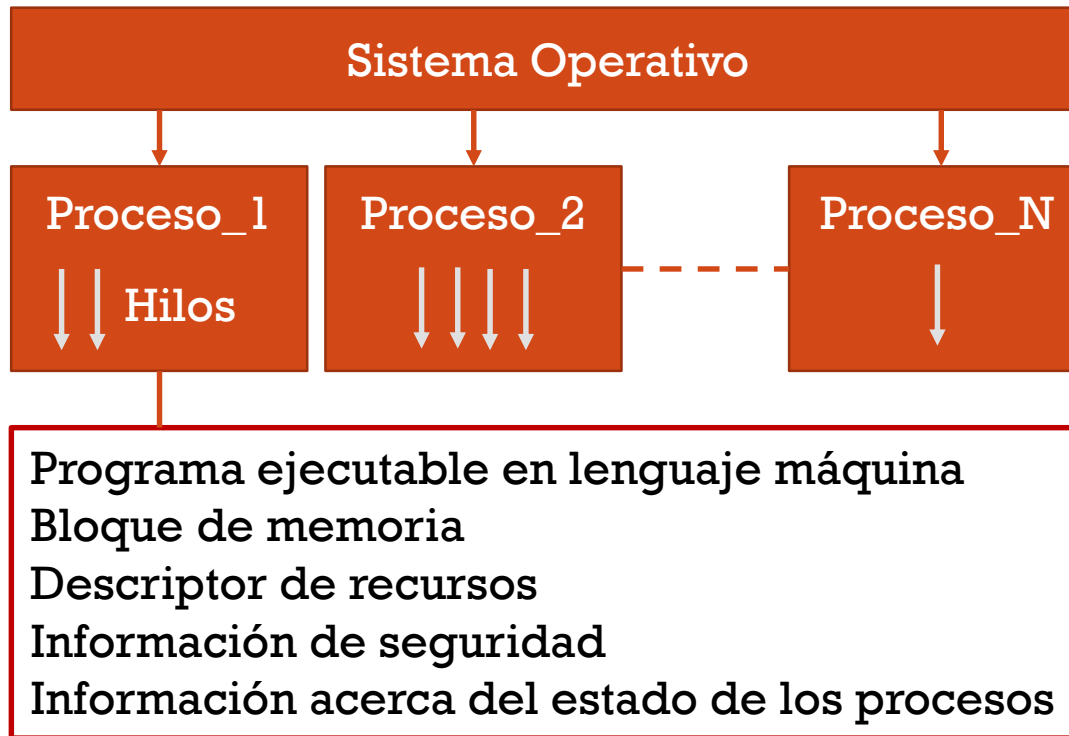 Sistema Operativo
Proceso_1
Proceso_2
Proceso_N
Hilos
Programa ejecutable en lenguaje máquina
Bloque de memoria
Descriptor de recursos
Información de seguridad
Información acerca del estado de los procesos